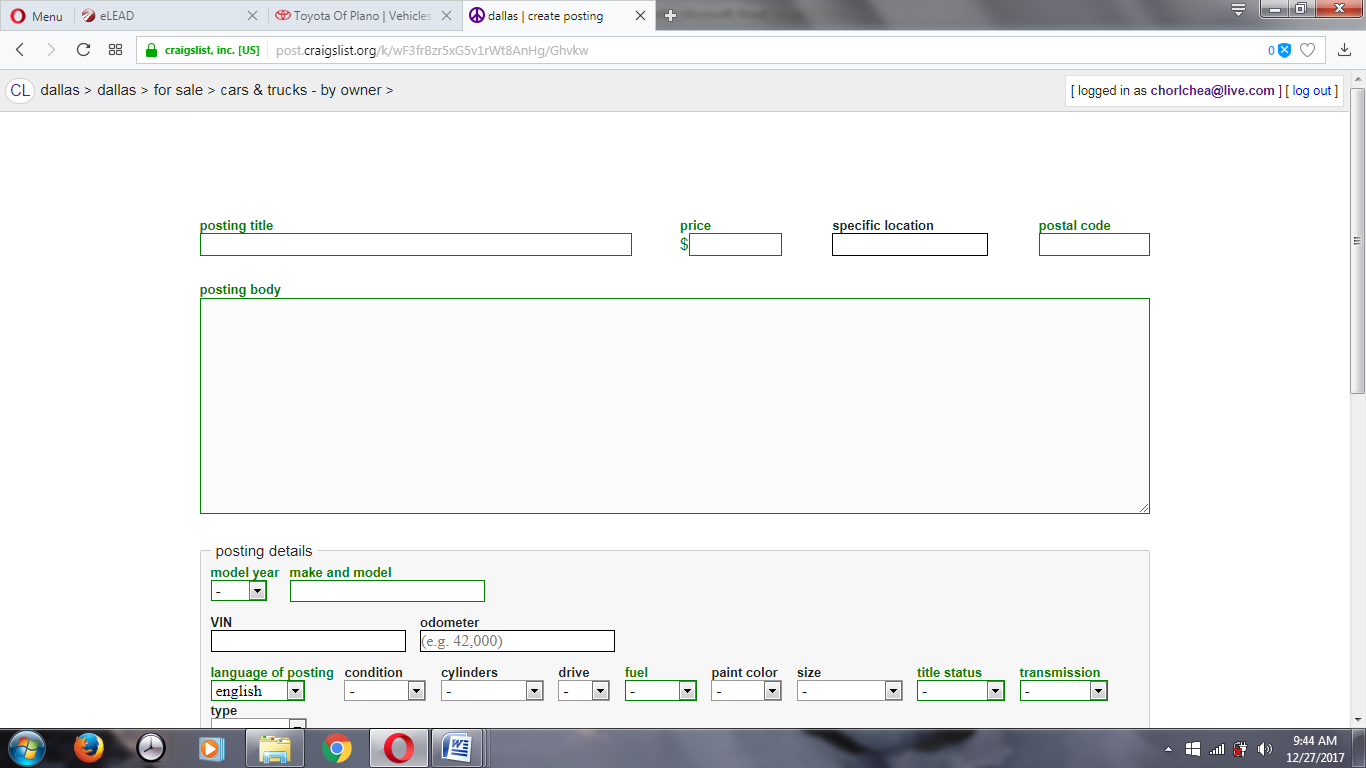 Menu eLEAD Toyota Of Plano | Vehicles dallas | create posting
craigslist, inc. [US] post.craigslist.org/k/wF3frBzr5xG5v1rWt8AnHg/Ghvkw 0
CL dallas > dallas > for sale > cars & trucks - by owner > [ logged in as chorlchea@live.com ] [ log out ]
posting title price specific location postal code
$
posting body
posting details
model year make and model
-
VIN odometer
(e.g. 42,000)
language of posting condition cylinders drive fuel paint color size title status transmission
english - - - - - - - -
type
9:44 AM
12/27/2017